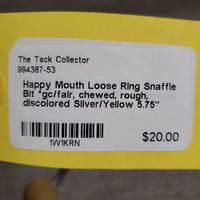 The Tack Collector
994387-53
Happy Mouth Loose Ring Snaffle
Bit *gc/fair, chewed, rough,
discolored Silver/Yellow 5.75"
$20.00
1W1KRN